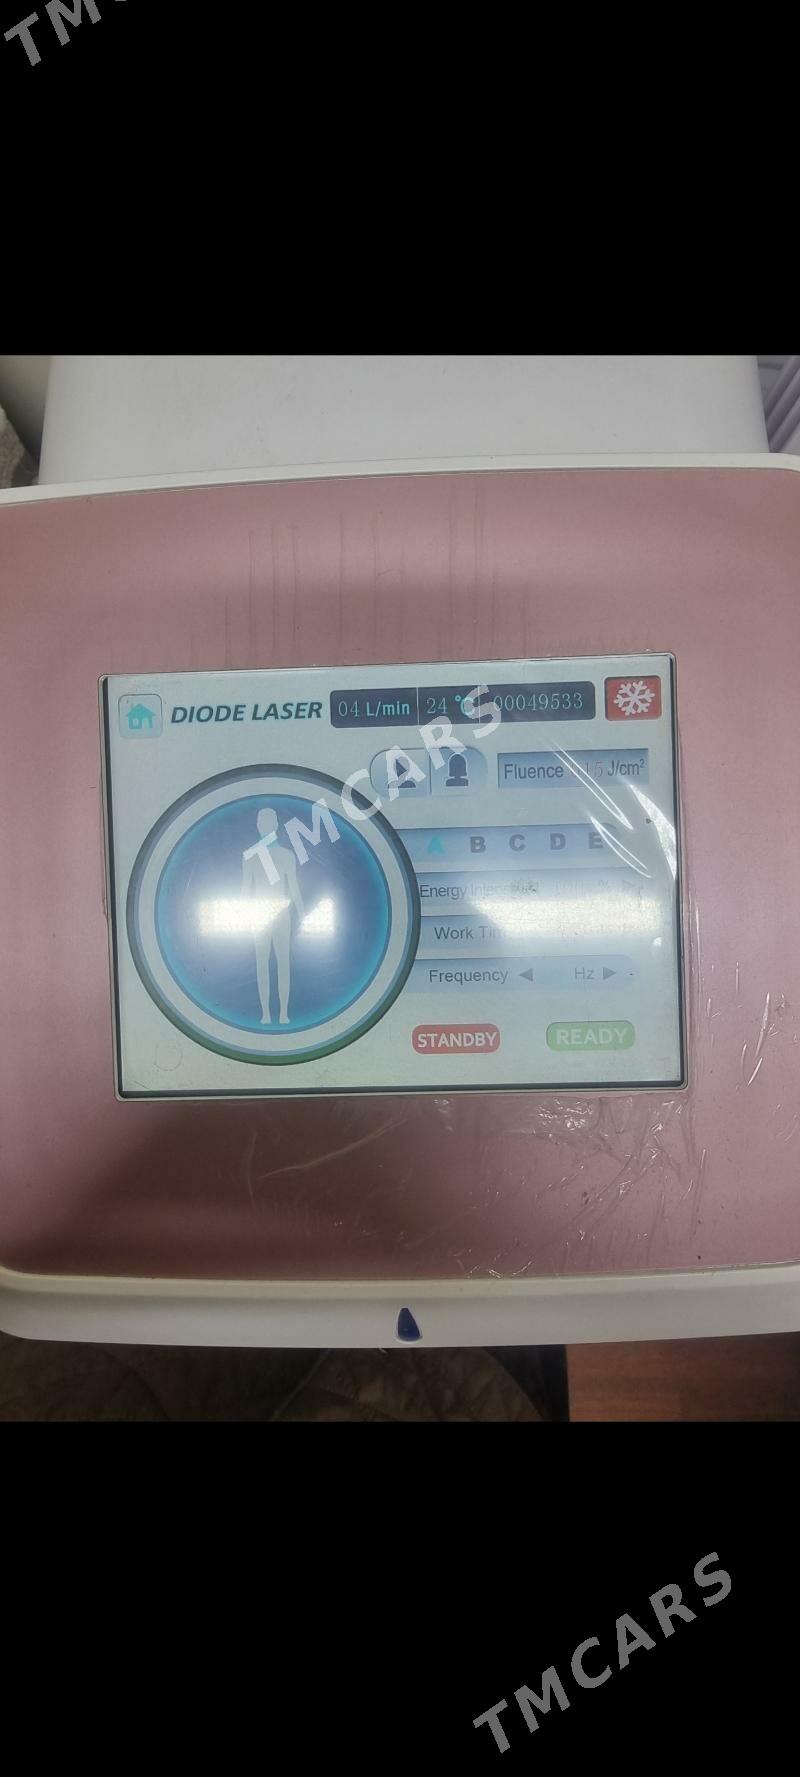 TMCARS
DIODE LASER 04 L/min 24 ℃ 00049533
Fluence J/cm²
A B C D E
TMCARS
Energy %
Work
Frequency ◀ Hz ▶
STANDBY READY
TMCARS